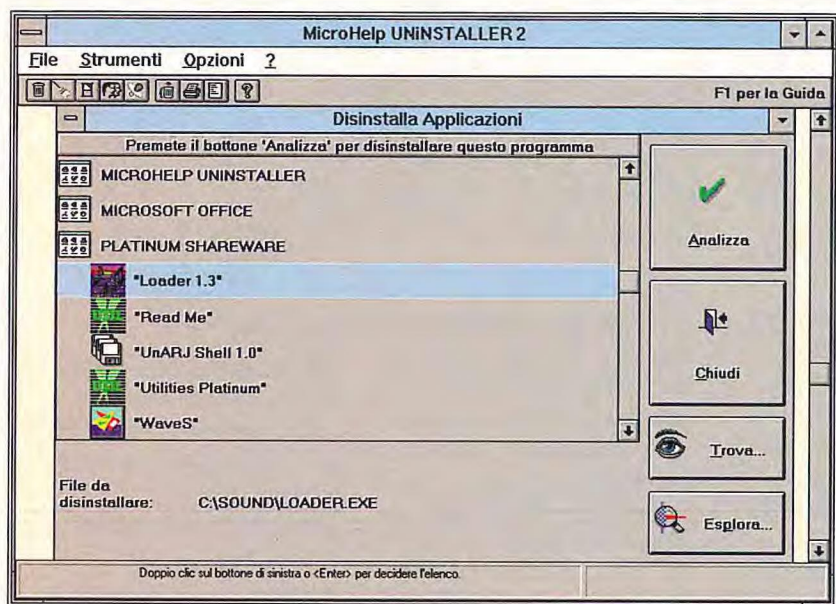 MicroHelp UNiNSTALLER 2
File Strumenti Opzioni ?
F1 per la Guida
Disinstalla Applicazioni
Premete il bottone 'Analizza' per disinstallare questo programma
MICROHELP UNINSTALLER
MICROSOFT OFFICE
PLATINUM SHAREWARE
"Loader 1.3"
"Read Me"
"UnARJ Shell 1.0"
"Utilities Platinum"
"WaveS"
Analizza
Chiudi
Trova...
Esplora...
File da
disinstallare: C:\SOUND\LOADER.EXE
Doppio clic sul bottone di sinistra o <Enter> per decidere l'elenco.